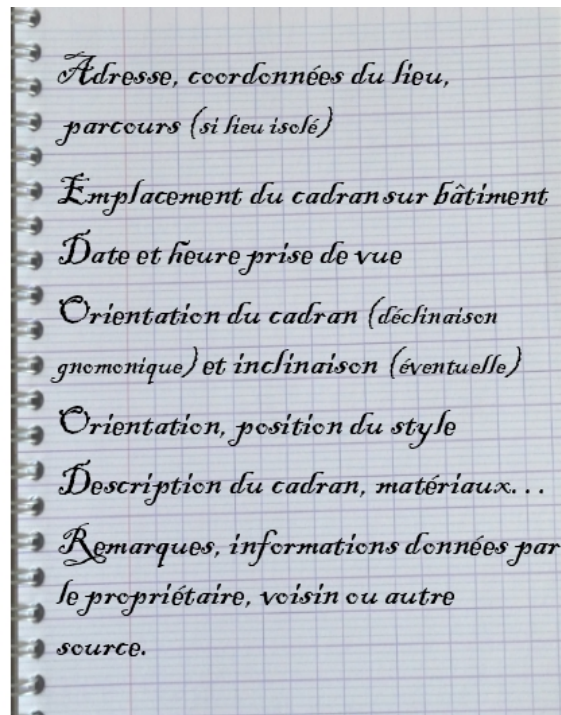 Adresse, coordonnées du lieu,
parcours (si lieu isolé)
Emplacement du cadran sur bâtiment
Date et heure prise de vue
Orientation du cadran (déclinaison
gnomonique) et inclinaison (éventuelle)
Orientation, position du style
Description du cadran, matériaux...
Remarques, informations données par
le propriétaire, voisin ou autre
source.